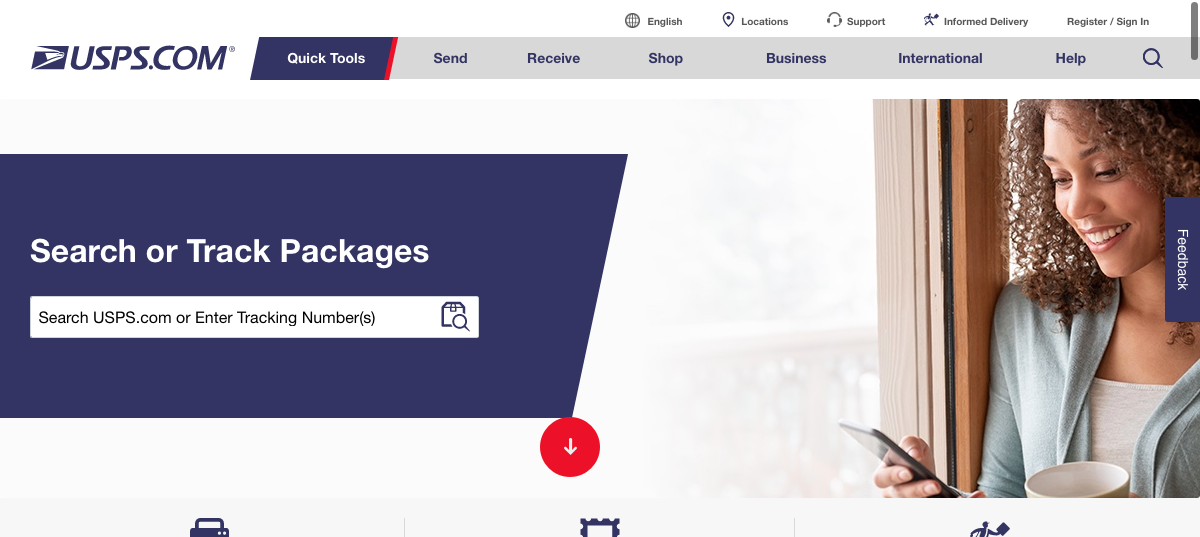 English
Locations
Support
Informed Delivery
Register / Sign In
USPS.COM®
Quick Tools
Send
Receive
Shop
Business
International
Help
Search or Track Packages
Search USPS.com or Enter Tracking Number(s)
Feedback